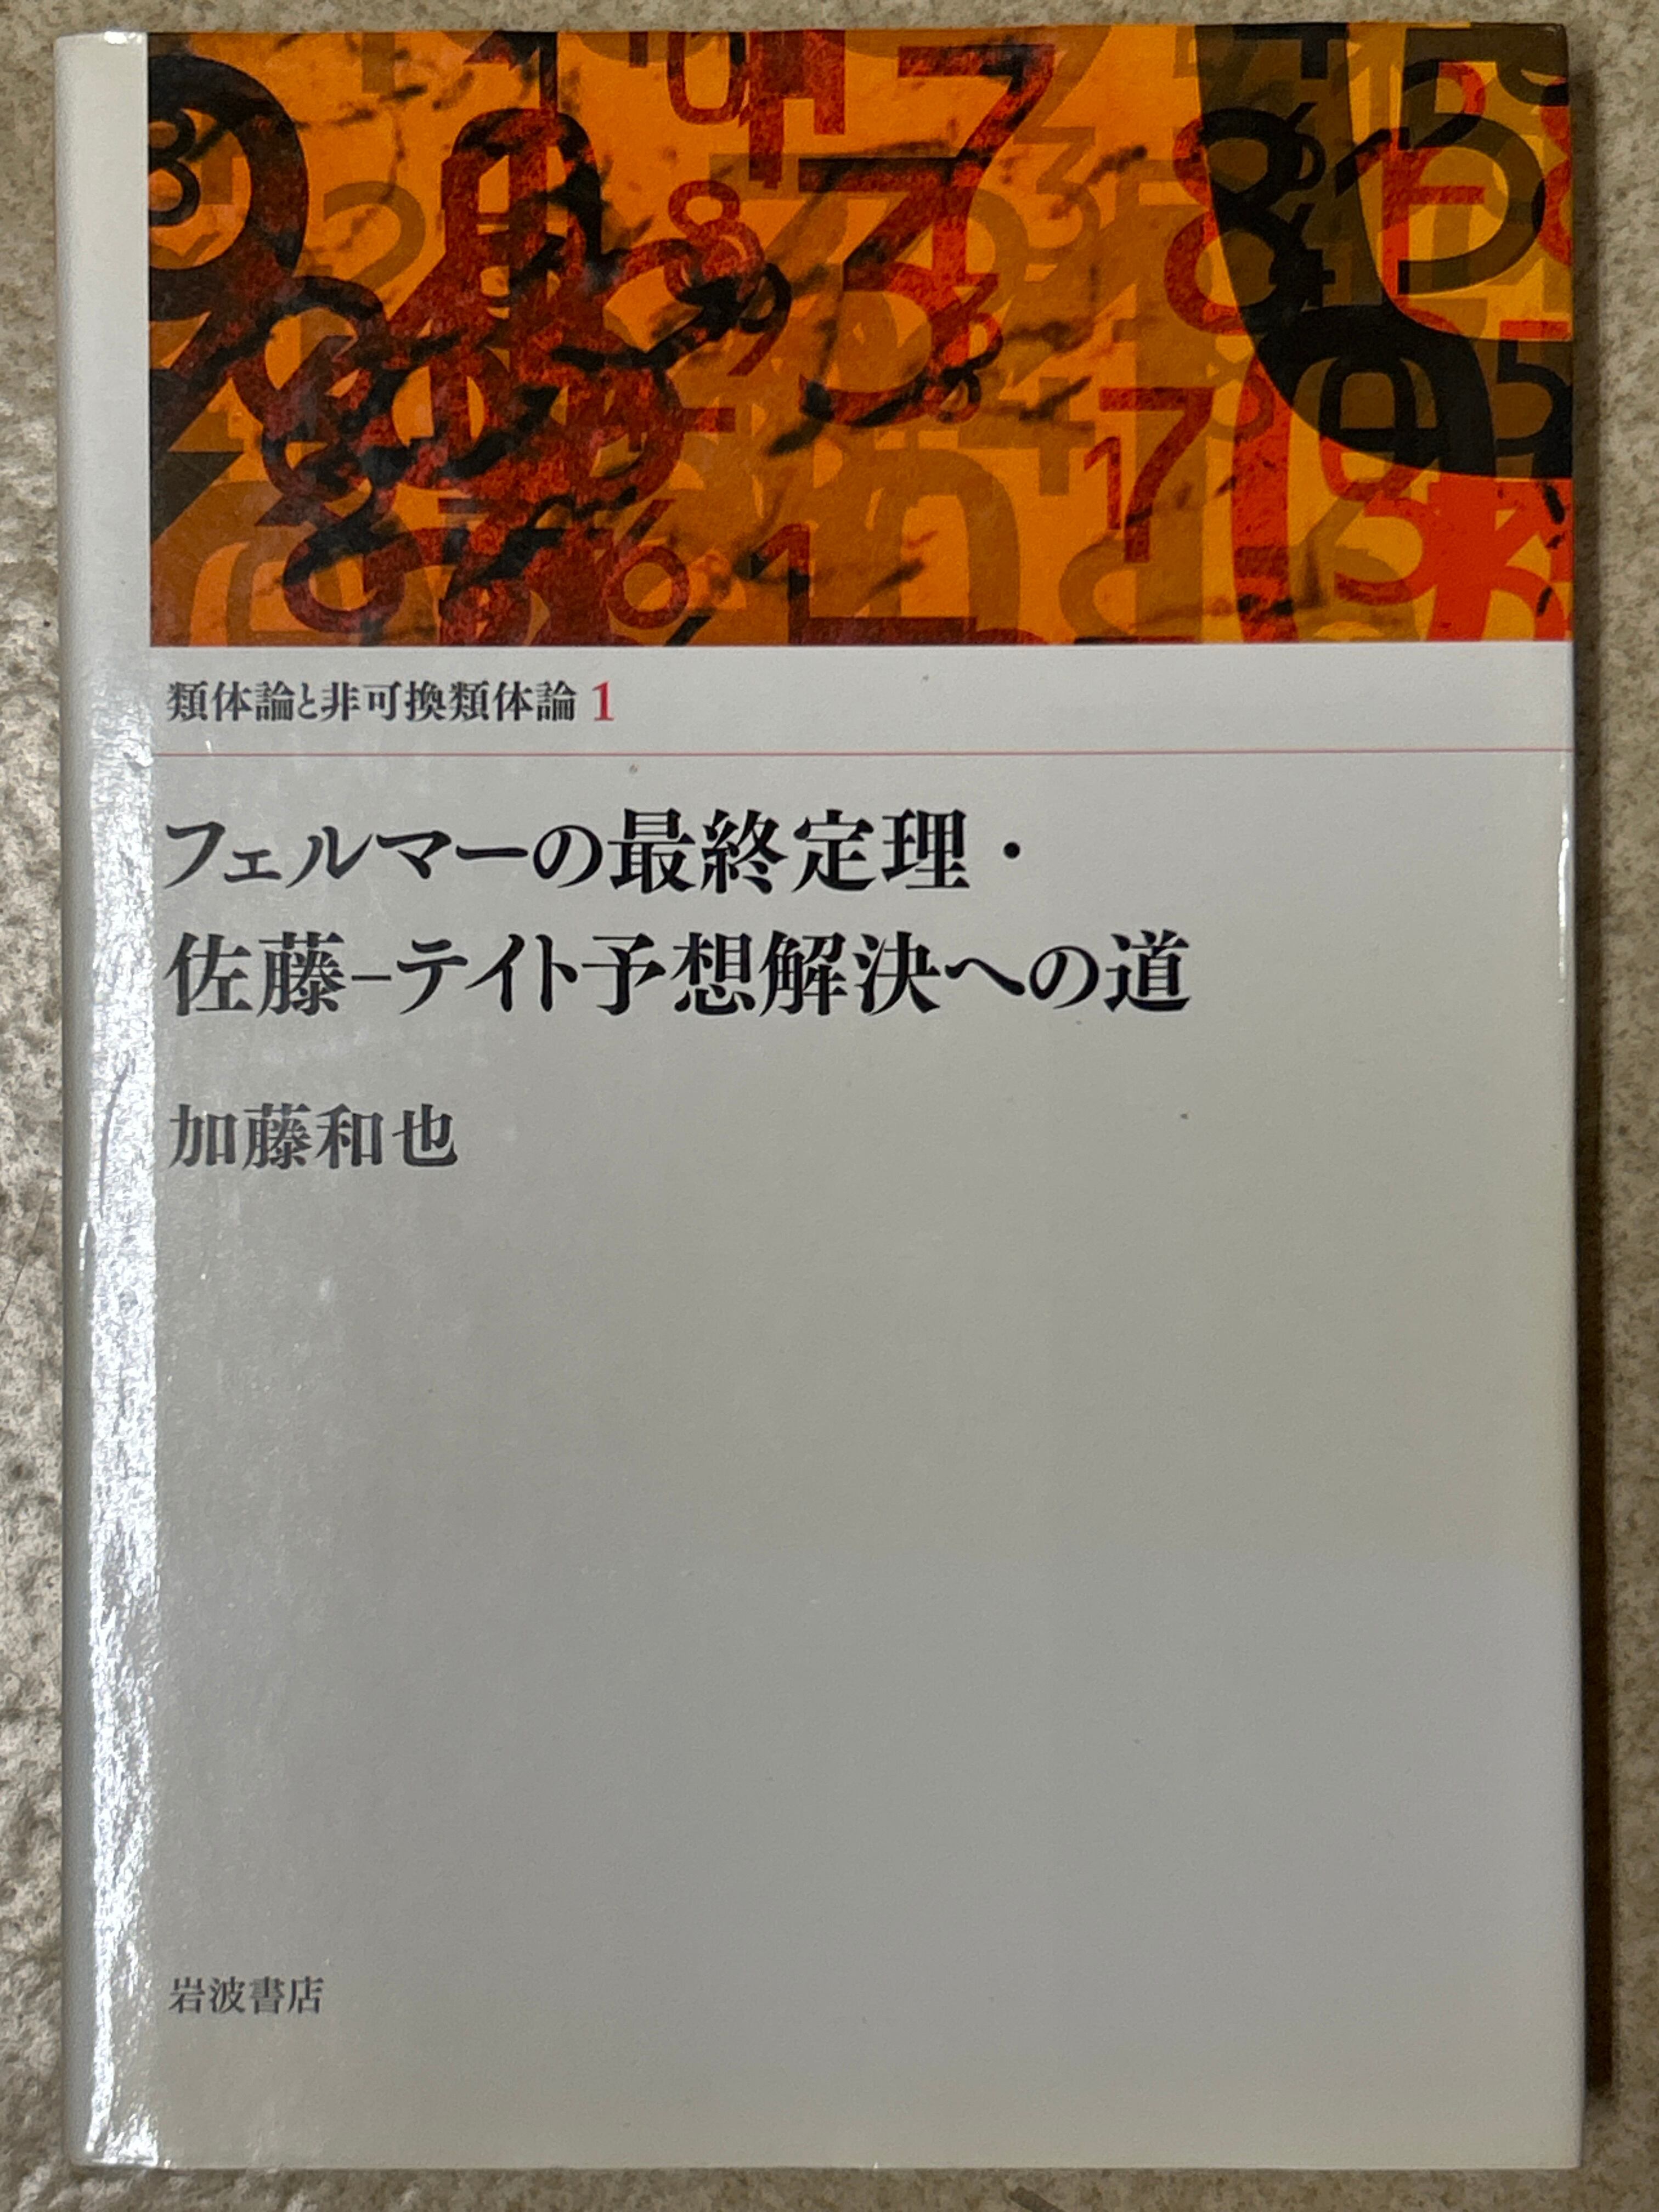 類体論と非可換類体論 1
フェルマーの最終定理・
佐藤–テイト予想解決への道
加藤和也
岩波書店